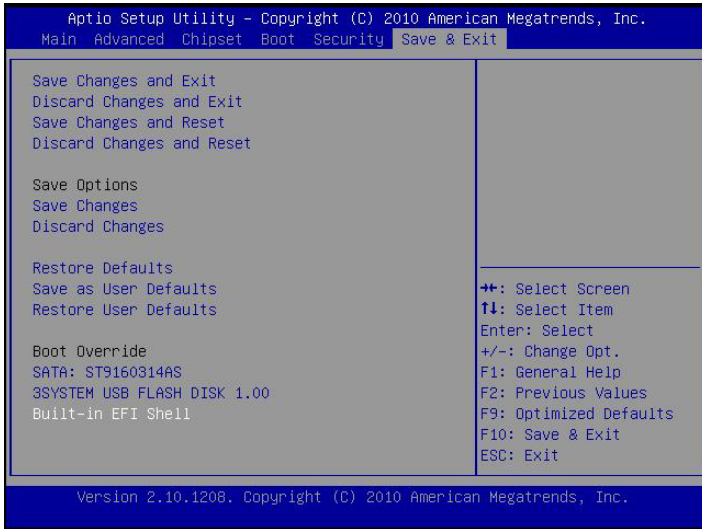 Aptio Setup Utility – Copyright (C) 2010 American Megatrends, Inc.
Main Advanced Chipset Boot Security Save & Exit
Save Changes and Exit
Discard Changes and Exit
Save Changes and Reset
Discard Changes and Reset
Save Options
Save Changes
Discard Changes
Restore Defaults
Save as User Defaults
Restore User Defaults
Boot Override
SATA: ST9160314AS
3SYSTEM USB FLASH DISK 1.00
Built-in EFI Shell
→←: Select Screen
↑↓: Select Item
Enter: Select
+/-: Change Opt.
F1: General Help
F2: Previous Values
F9: Optimized Defaults
F10: Save & Exit
ESC: Exit
Version 2.10.1208. Copyright (C) 2010 American Megatrends, Inc.